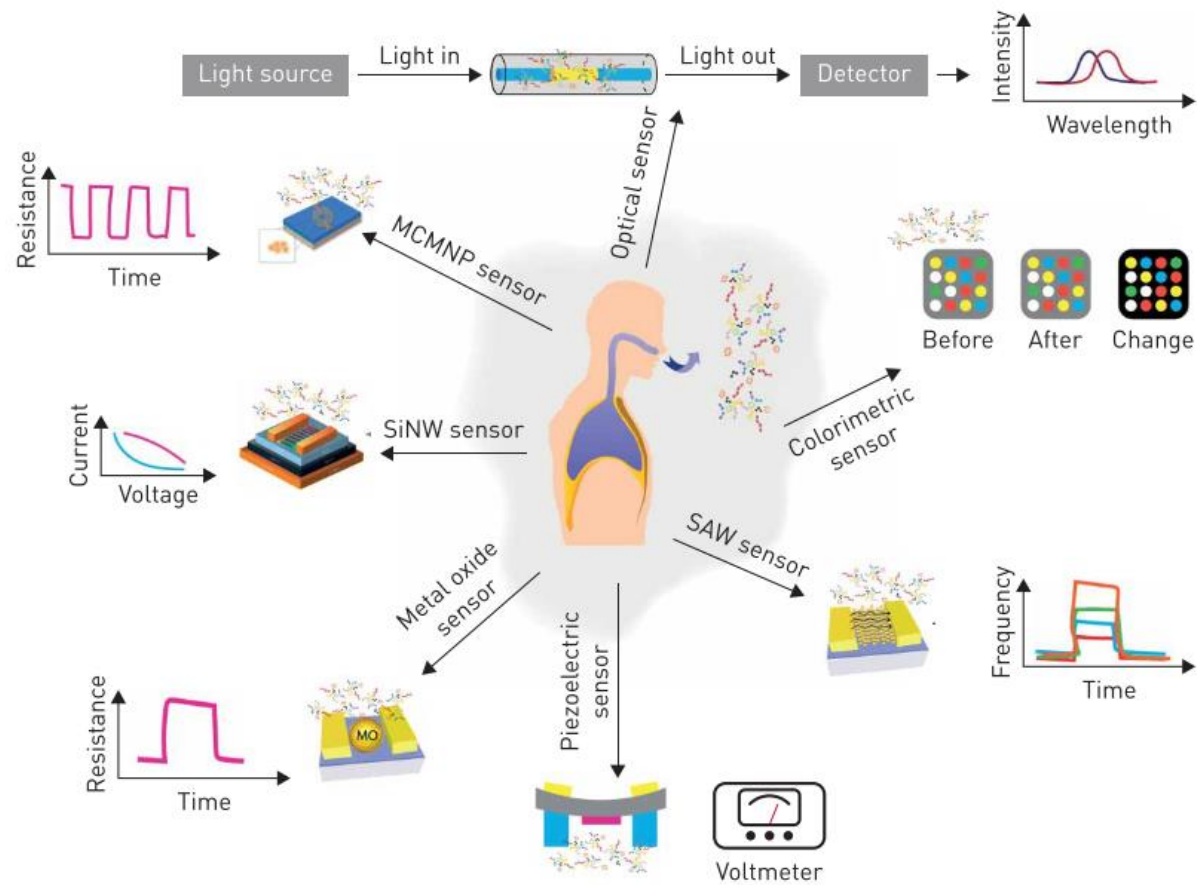 Light source
Light in
Light out
Detector
Intensity
Wavelength
Optical sensor
Resistance
Time
MCMNP sensor
Before
After
Change
Colorimetric
sensor
Current
Voltage
SiNW sensor
SAW sensor
Frequency
Time
Metal oxide
sensor
Resistance
Time
MO
Piezoelectric
sensor
Voltmeter